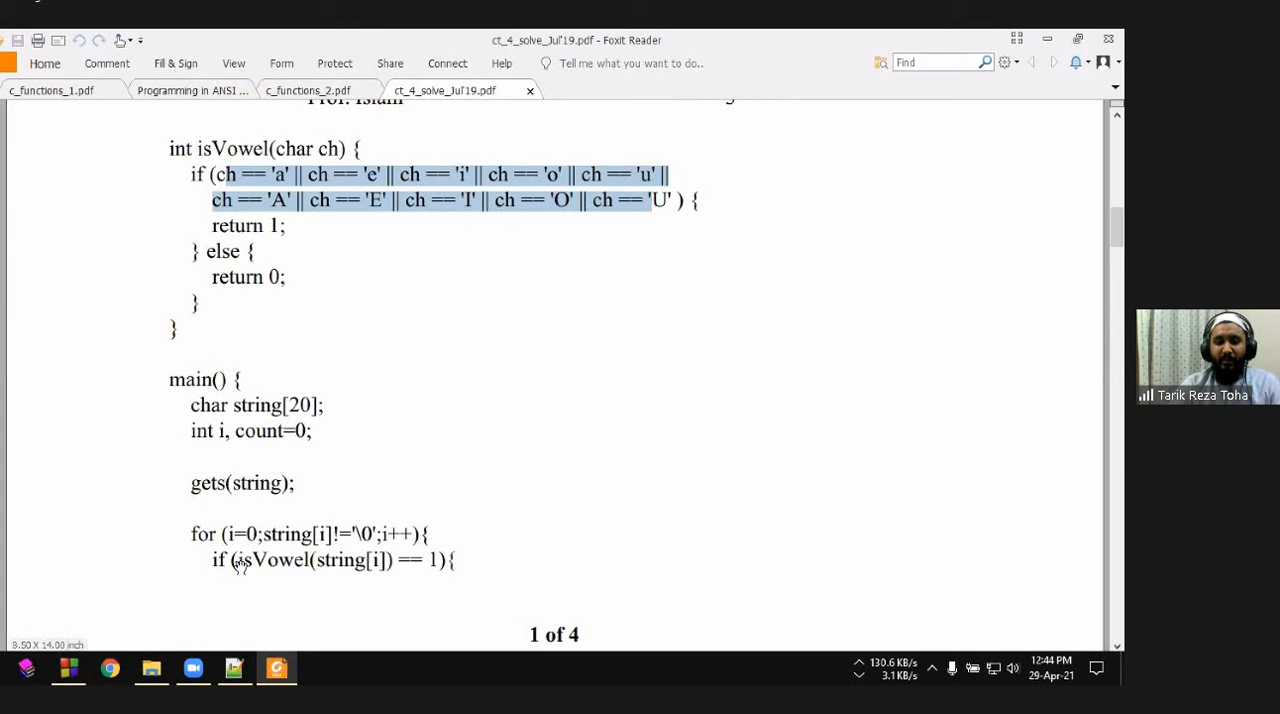 ct_4_solve_Jul'19.pdf - Foxit Reader
Home Comment Fill & Sign View Form Protect Share Connect Help Tell me what you want to do.. Find
c_functions_1.pdf Programming in ANSI ... c_functions_2.pdf ct_4_solve_Jul'19.pdf
Prof. Islam
int isVowel(char ch) {
if (ch == 'a' || ch == 'e' || ch == 'i' || ch == 'o' || ch == 'u' ||
ch == 'A' || ch == 'E' || ch == 'I' || ch == 'O' || ch == 'U' ) {
return 1;
} else {
return 0;
}
}
main() {
char string[20];
int i, count=0;
gets(string);
for (i=0;string[i]!='\0';i++){
if (isVowel(string[i]) == 1){
1 of 4
8.50 X 14.00 inch
Tarik Reza Toha
130.6 KB/s
3.1 KB/s
12:44 PM
29-Apr-21